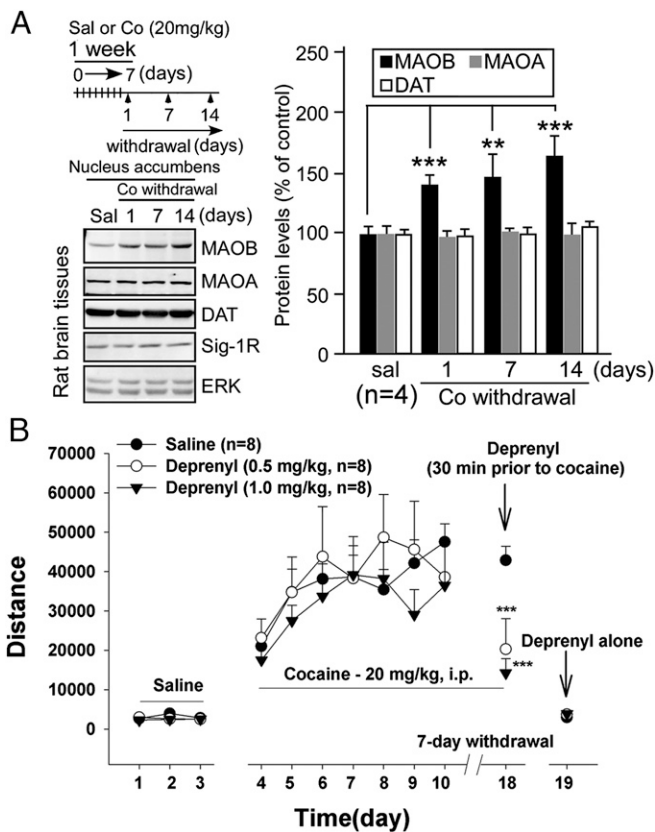 A
Sal or Co (20mg/kg)
1 week
0 7 (days)
1 7 14
withdrawal (days)
Nucleus accumbens
Co withdrawal
Sal 1 7 14 (days)
Rat brain tissues
MAOB
MAOA
DAT
Sig-1R
ERK
Protein levels (% of control)
250
200
150
100
50
0
MAOB MAOA
DAT
*** ** ***
sal 1 7 14 (days)
(n=4) Co withdrawal
B
Distance
70000
60000
50000
40000
30000
20000
10000
0
Saline (n=8)
Deprenyl (0.5 mg/kg, n=8)
Deprenyl (1.0 mg/kg, n=8)
Deprenyl
(30 min prior to cocaine)
***
***
Deprenyl alone
Saline
Cocaine - 20 mg/kg, i.p.
7-day withdrawal
1 2 3 4 5 6 7 8 9 10 18 19
Time(day)